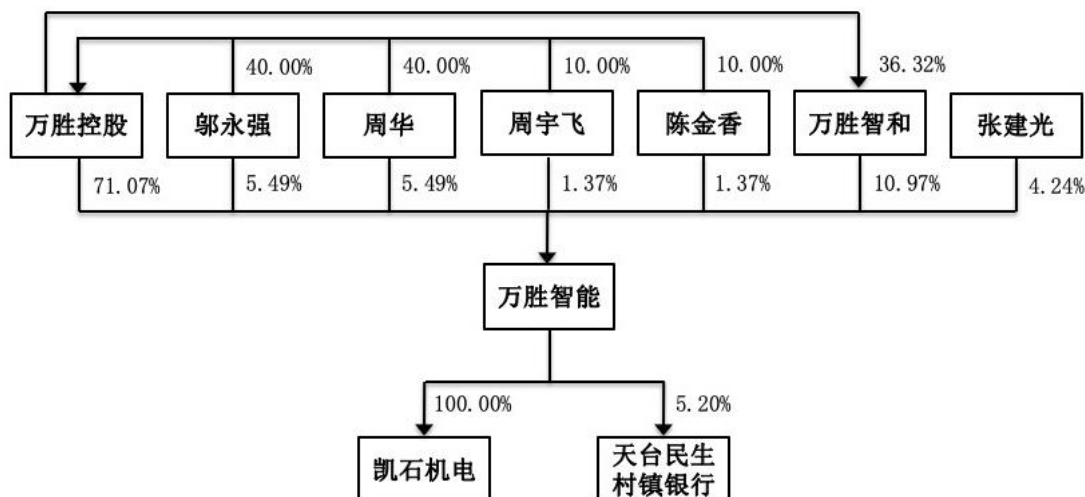 40.00%
40.00%
10.00%
10.00%
36.32%
万胜控股
邬永强
周华
周宇飞
陈金香
万胜智和
张建光
71.07%
5.49%
5.49%
1.37%
1.37%
10.97%
4.24%
万胜智能
100.00%
5.20%
凯石机电
天台民生
村镇银行